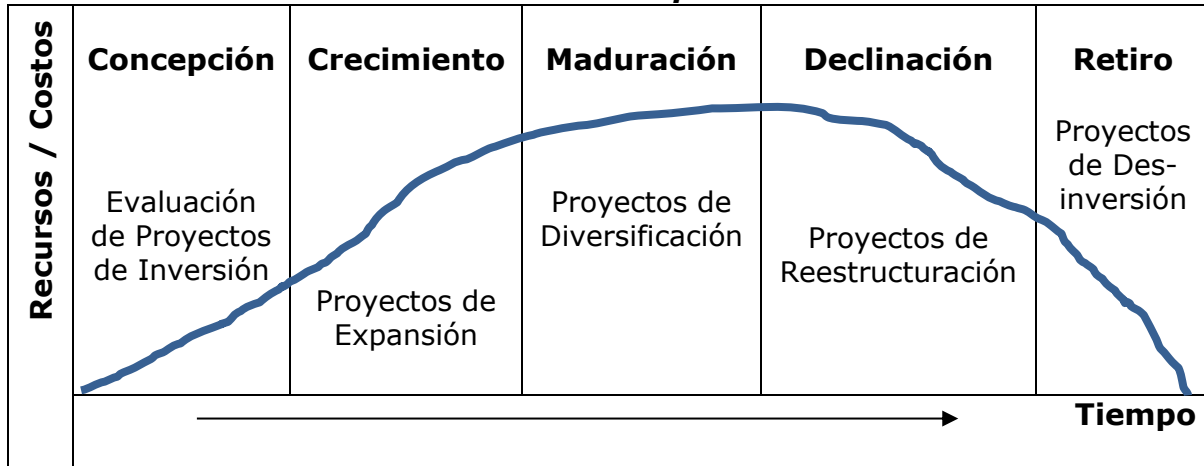 Recursos / Costos
Concepción
Evaluación
de Proyectos
de Inversión
Crecimiento
Proyectos de
Expansión
Maduración
Proyectos de
Diversificación
Declinación
Proyectos de
Reestructuración
Retiro
Proyectos
de Des-
inversión
Tiempo